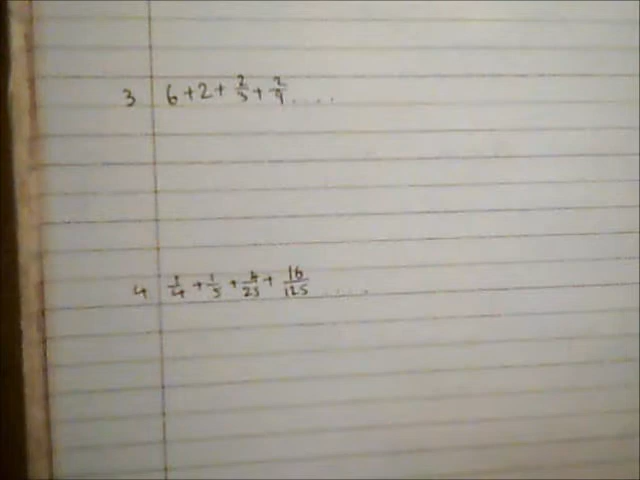 3 6 + 2 + 2/3 + 2/9 ....
4 1/4 + 1/5 + 4/25 + 16/125 .....